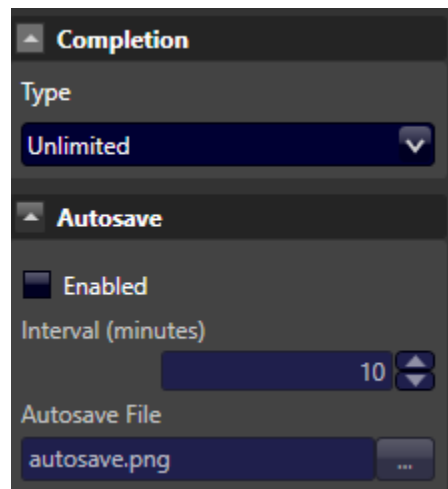 Completion
Type
Unlimited
Autosave
Enabled
Interval (minutes)
10
Autosave File
autosave.png
...